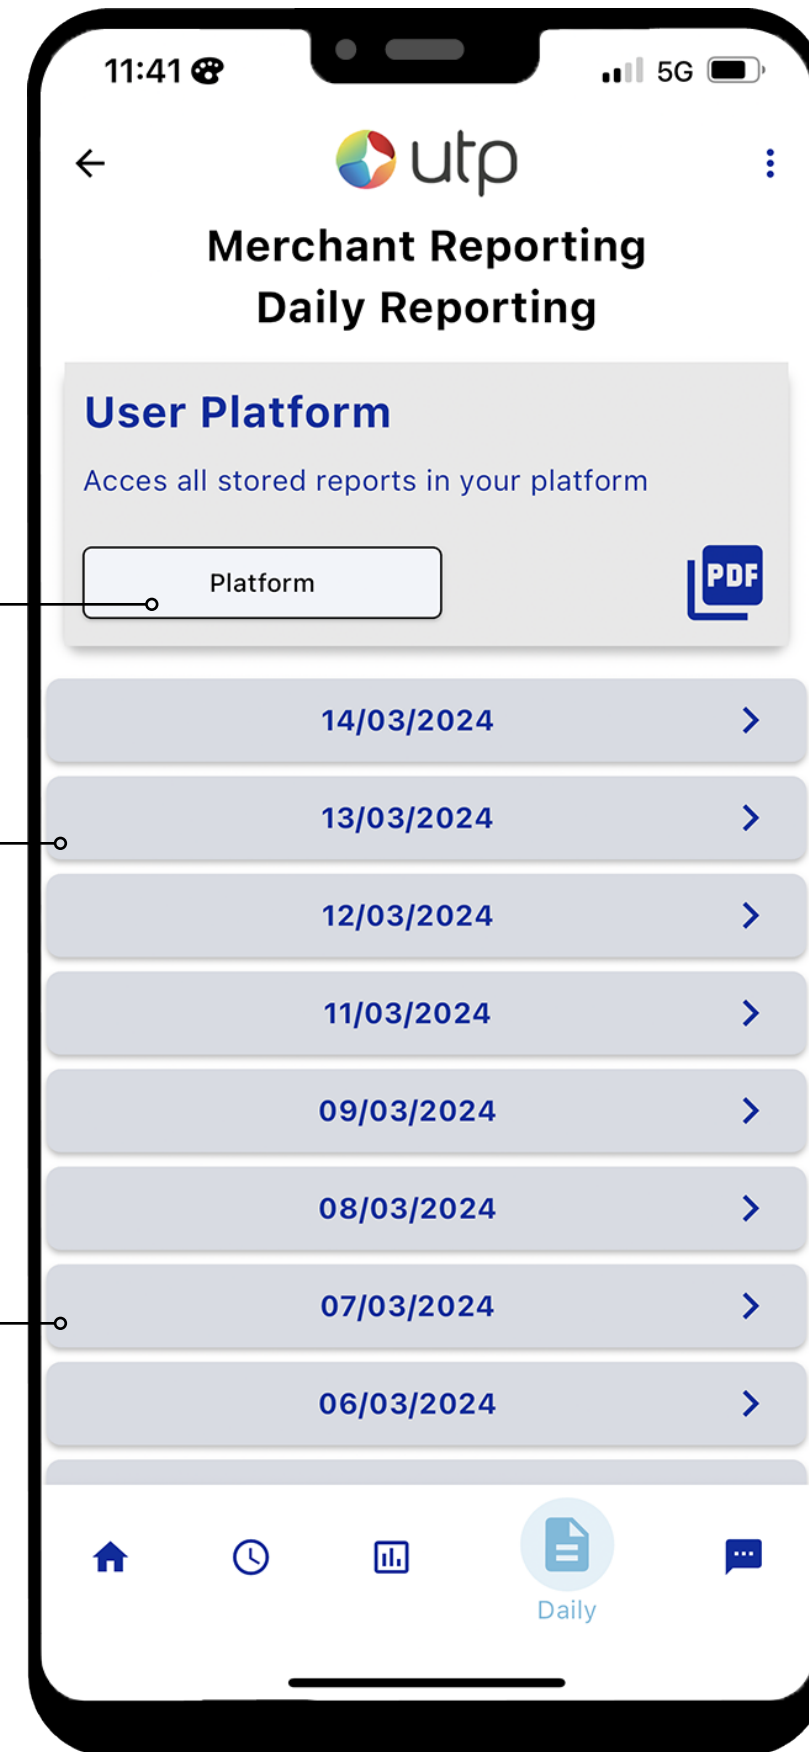 11:41
5G
utp
Merchant Reporting
Daily Reporting
User Platform
Acces all stored reports in your platform
Platform
PDF
14/03/2024
13/03/2024
12/03/2024
11/03/2024
09/03/2024
08/03/2024
07/03/2024
06/03/2024
Daily